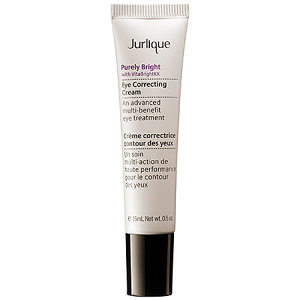 Jurlique
Purely Bright
with VitaBrightKX
Eye Correcting
Cream
An advanced
multi-benefit
eye treatment
Crème correctrice
contour des yeux
Un soin
multi-action de
haute performance
pour le contour
des yeux
15mL Net wt. 0.5 oz